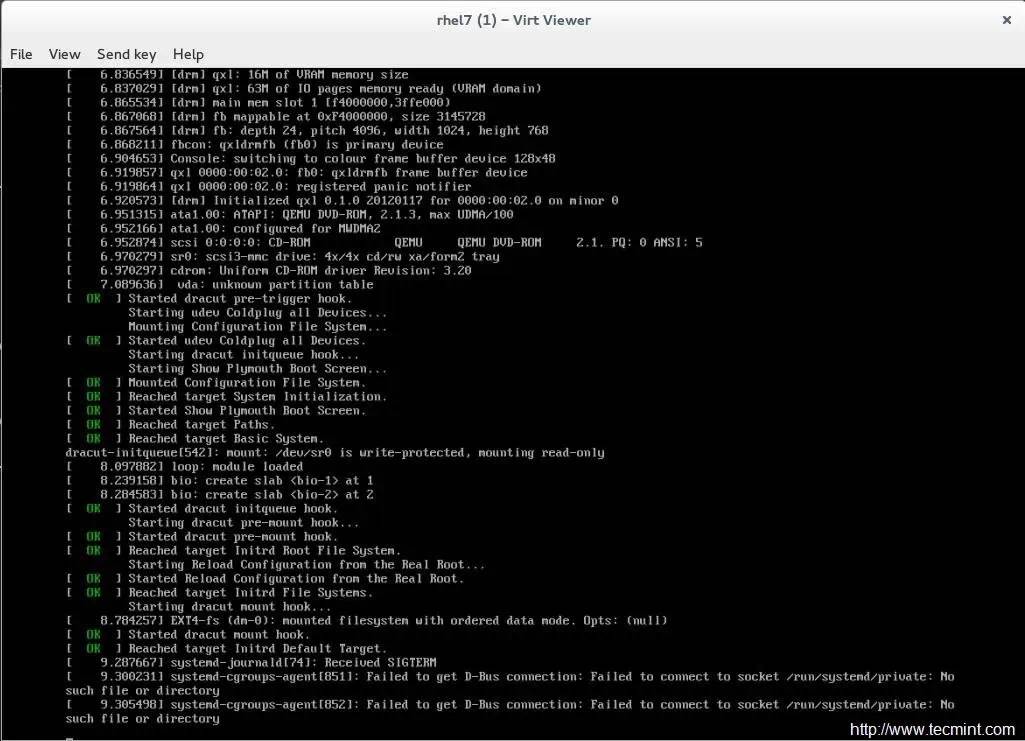 rhel7 (1) – Virt Viewer ×
File View Send key Help
[    6.836549] [drm] qxl: 16M of VRAM memory size
[    6.837029] [drm] qxl: 63M of IO pages memory ready (VRAM domain)
[    6.865534] [drm] main mem slot 1 [f4000000,3ffe000)
[    6.867068] [drm] fb mappable at 0xF4000000, size 3145728
[    6.867564] [drm] fb: depth 24, pitch 4096, width 1024, height 768
[    6.868211] fbcon: qxldrmfb (fb0) is primary device
[    6.904653] Console: switching to colour frame buffer device 128x48
[    6.919857] qxl 0000:00:02.0: fb0: qxldrmfb frame buffer device
[    6.919864] qxl 0000:00:02.0: registered panic notifier
[    6.920573] [drm] Initialized qxl 0.1.0 20120117 for 0000:00:02.0 on minor 0
[    6.951315] ata1.00: ATAPI: QEMU DVD-ROM, 2.1.3, max UDMA/100
[    6.952166] ata1.00: configured for MWDMA2
[    6.952874] scsi 0:0:0:0: CD-ROM            QEMU     QEMU DVD-ROM     2.1. PQ: 0 ANSI: 5
[    6.970279] sr0: scsi3-mmc drive: 4x/4x cd/rw xa/form2 tray
[    6.970297] cdrom: Uniform CD-ROM driver Revision: 3.20
[    7.089636]  vda: unknown partition table
[  OK  ] Started dracut pre-trigger hook.
Starting udev Coldplug all Devices...
Mounting Configuration File System...
[  OK  ] Started udev Coldplug all Devices.
Starting dracut initqueue hook...
Starting Show Plymouth Boot Screen...
[  OK  ] Mounted Configuration File System.
[  OK  ] Reached target System Initialization.
[  OK  ] Started Show Plymouth Boot Screen.
[  OK  ] Reached target Paths.
[  OK  ] Reached target Basic System.
dracut-initqueue[542]: mount: /dev/sr0 is write-protected, mounting read-only
[    8.097882] loop: module loaded
[    8.239158] bio: create slab <bio-1> at 1
[    8.284583] bio: create slab <bio-2> at 2
[  OK  ] Started dracut initqueue hook.
Starting dracut pre-mount hook...
[  OK  ] Started dracut pre-mount hook.
[  OK  ] Reached target Initrd Root File System.
Starting Reload Configuration from the Real Root...
[  OK  ] Started Reload Configuration from the Real Root.
[  OK  ] Reached target Initrd File Systems.
Starting dracut mount hook...
[    8.784257] EXT4-fs (dm-0): mounted filesystem with ordered data mode. Opts: (null)
[  OK  ] Started dracut mount hook.
[  OK  ] Reached target Initrd Default Target.
[    9.287667] systemd-journald[74]: Received SIGTERM
[    9.300231] systemd-cgroups-agent[851]: Failed to get D-Bus connection: Failed to connect to socket /run/systemd/private: No
such file or directory
[    9.305498] systemd-cgroups-agent[852]: Failed to get D-Bus connection: Failed to connect to socket /run/systemd/private: No
such file or directory
http://www.tecmint.com